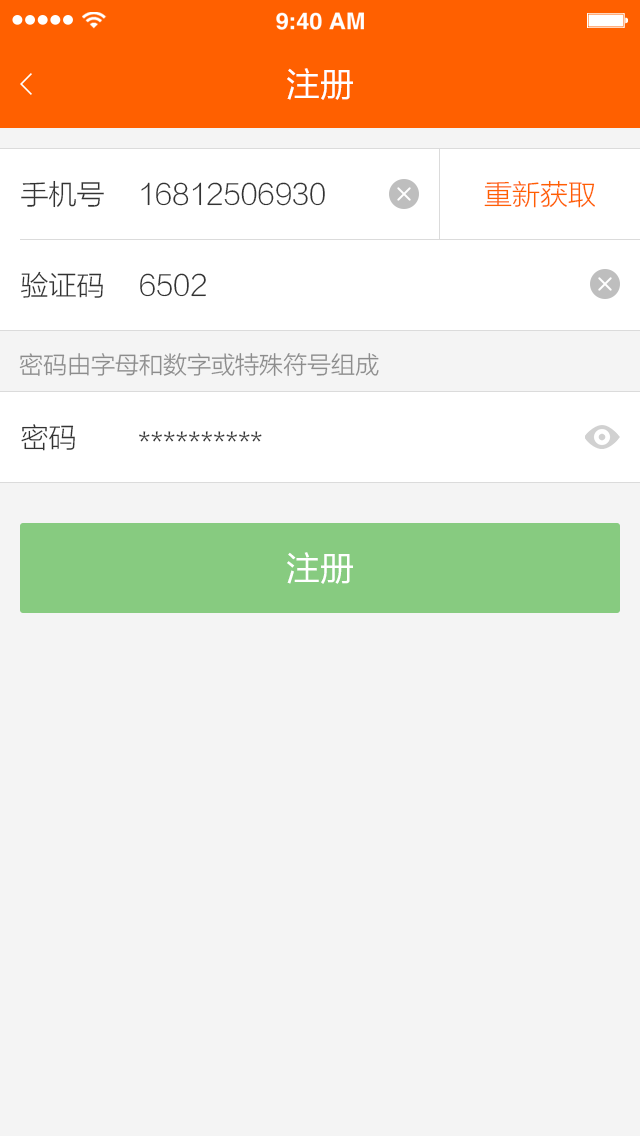 9:40 AM
注册
手机号 16812506930 重新获取
验证码 6502
密码由字母和数字或特殊符号组成
密码 **********
注册